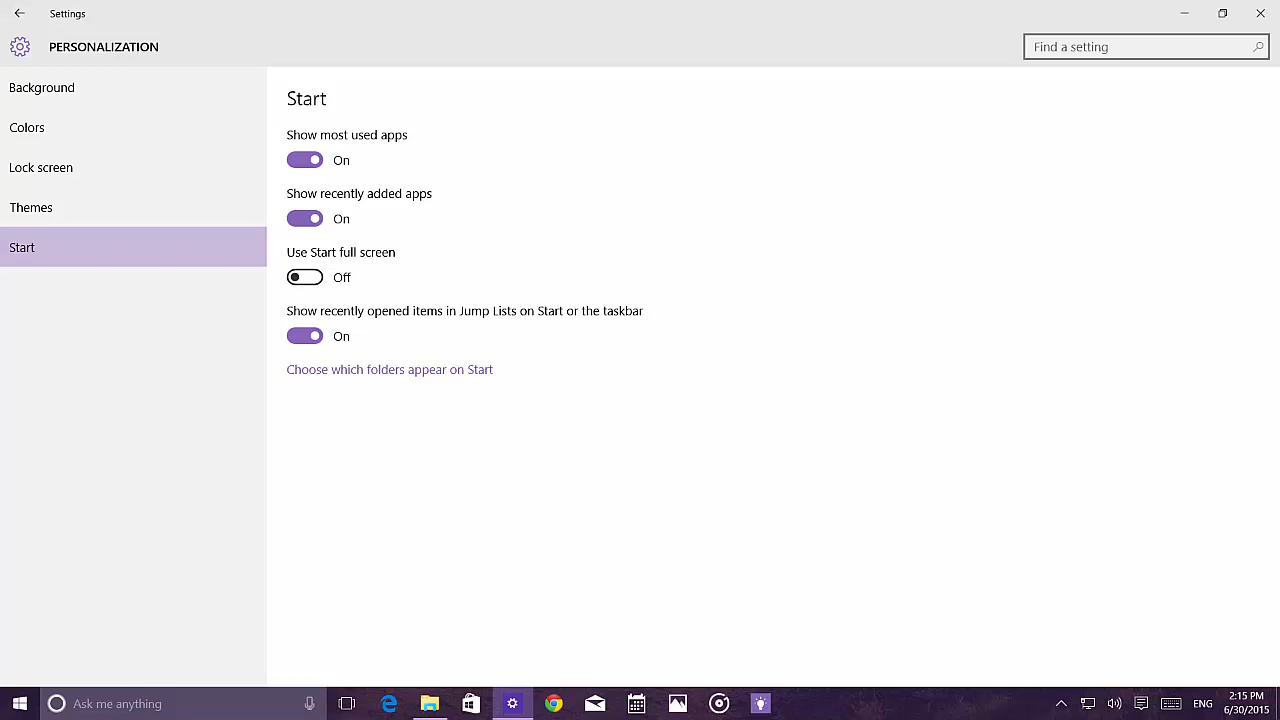 Settings
PERSONALIZATION
Find a setting
Background
Colors
Lock screen
Themes
Start
Start
Show most used apps
On
Show recently added apps
On
Use Start full screen
Off
Show recently opened items in Jump Lists on Start or the taskbar
On
Choose which folders appear on Start
Ask me anything
ENG
2:15 PM
6/30/2015